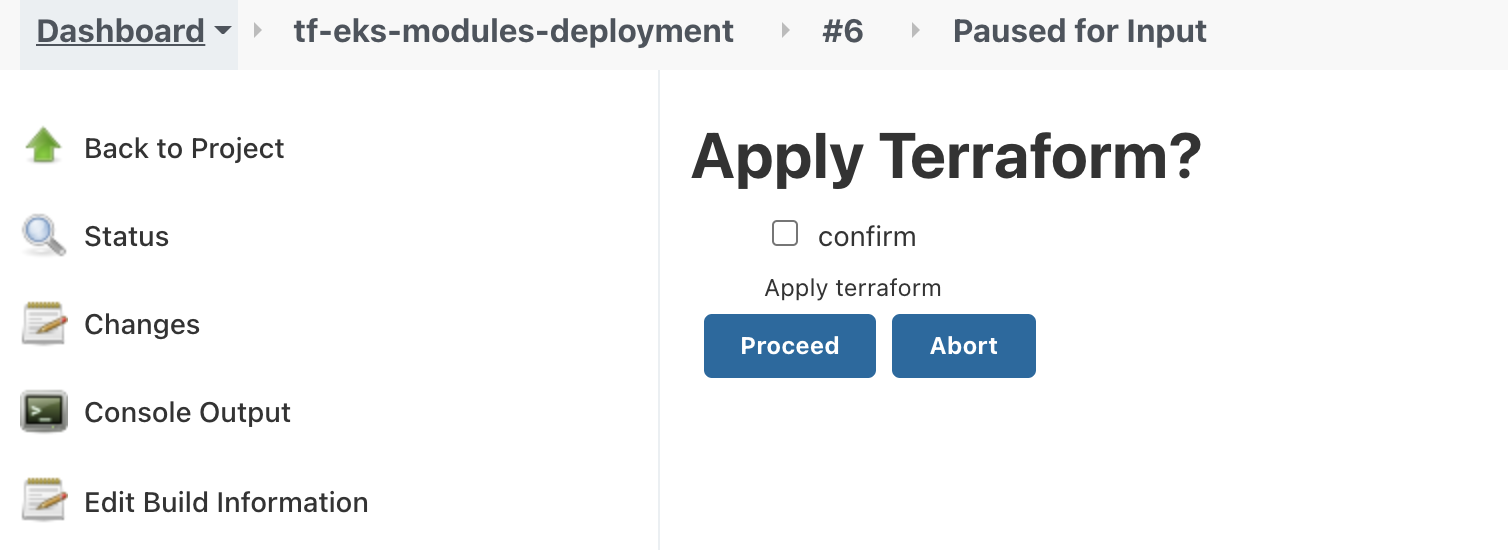 Dashboard tf-eks-modules-deployment #6 Paused for Input
Back to Project
Status
Changes
Console Output
Edit Build Information
Apply Terraform?
confirm
Apply terraform
Proceed Abort